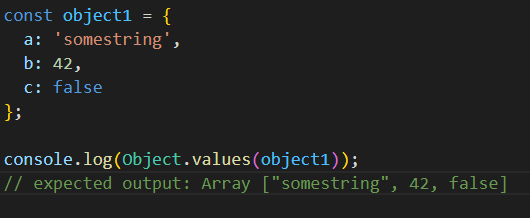 const object1 = {
  a: 'somestring',
  b: 42,
  c: false
};

console.log(Object.values(object1));
// expected output: Array ["somestring", 42, false]